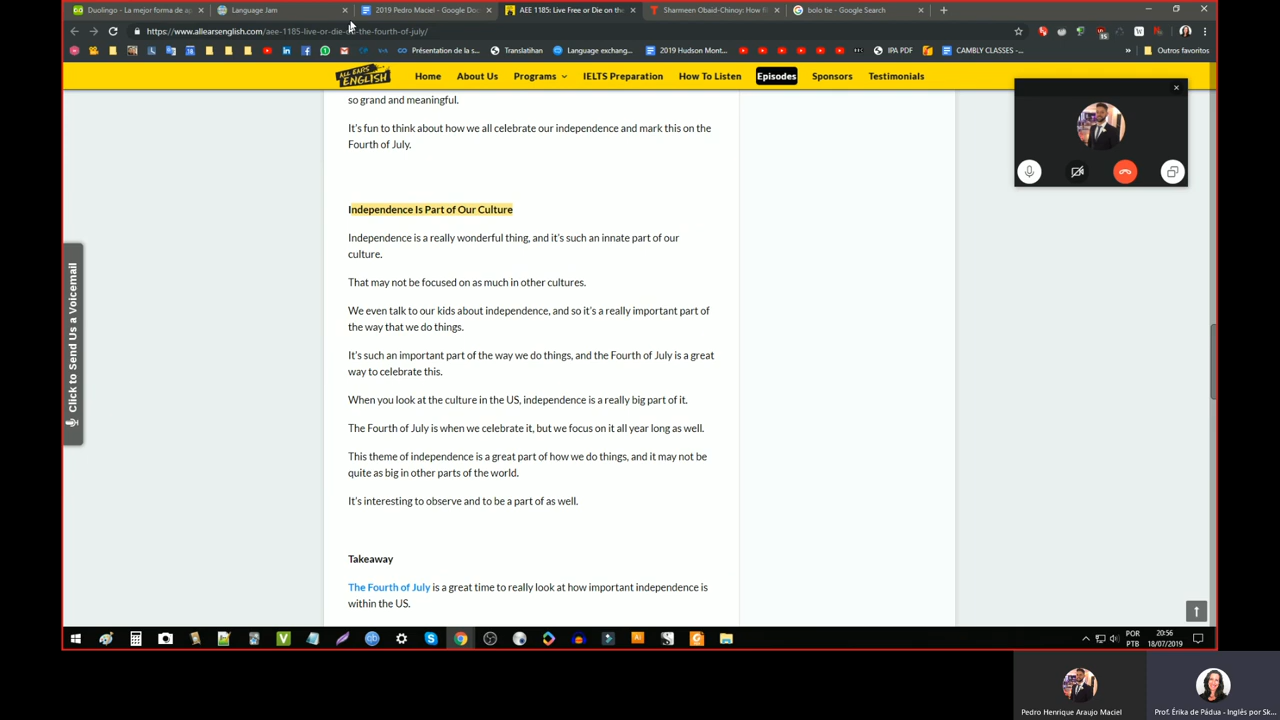 Duolingo - La mejor forma de ap
Language Jam
2019 Pedro Maciel - Google Doc
AEE 1185: Live Free or Die on the
Sharmeen Obaid-Chinoy: How fi
bolo tie - Google Search
https://www.allearsenglish.com/aee-1185-live-or-die-on-the-fourth-of-july/
Présentation de la s...
Translatihan
Language exchang...
2019 Hudson Mont...
IPA PDF
CAMBLY CLASSES -...
Outros favoritos
ALL EARS ENGLISH
Home
About Us
Programs
IELTS Preparation
How To Listen
Episodes
Sponsors
Testimonials
so grand and meaningful.
It's fun to think about how we all celebrate our independence and mark this on the
Fourth of July.
Independence Is Part of Our Culture
Independence is a really wonderful thing, and it's such an innate part of our
culture.
That may not be focused on as much in other cultures.
We even talk to our kids about independence, and so it's a really important part of
the way that we do things.
It's such an important part of the way we do things, and the Fourth of July is a great
way to celebrate this.
When you look at the culture in the US, independence is a really big part of it.
The Fourth of July is when we celebrate it, but we focus on it all year long as well.
This theme of independence is a great part of how we do things, and it may not be
quite as big in other parts of the world.
It's interesting to observe and to be a part of as well.
Takeaway
The Fourth of July is a great time to really look at how important independence is
within the US.
Click to Send Us a Voicemail
POR
PTB
20:56
18/07/2019
Pedro Henrique Araujo Maciel
Prof. Érika de Pádua - Inglês por Sk...